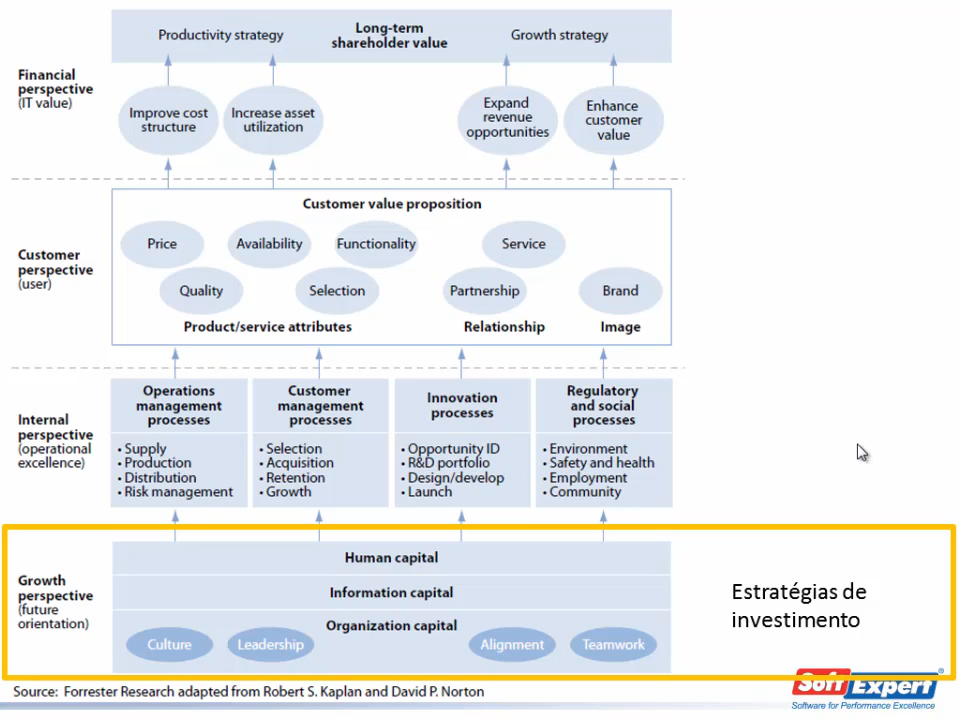 Productivity strategy
Long-term
shareholder value
Growth strategy
Financial
perspective
(IT value)
Improve cost
structure
Increase asset
utilization
Expand
revenue
opportunities
Enhance
customer
value
Customer value proposition
Customer
perspective
(user)
Price
Availability
Functionality
Service
Quality
Selection
Partnership
Brand
Product/service attributes
Relationship
Image
Internal
perspective
(operational
excellence)
Operations
management
processes
• Supply
• Production
• Distribution
• Risk management
Customer
management
processes
• Selection
• Acquisition
• Retention
• Growth
Innovation
processes
• Opportunity ID
• R&D portfolio
• Design/develop
• Launch
Regulatory
and social
processes
• Environment
• Safety and health
• Employment
• Community
Growth
perspective
(future
orientation)
Human capital
Information capital
Organization capital
Culture
Leadership
Alignment
Teamwork
Estratégias de
investimento
Source: Forrester Research adapted from Robert S. Kaplan and David P. Norton
SoftExpert®
Software for Performance Excellence